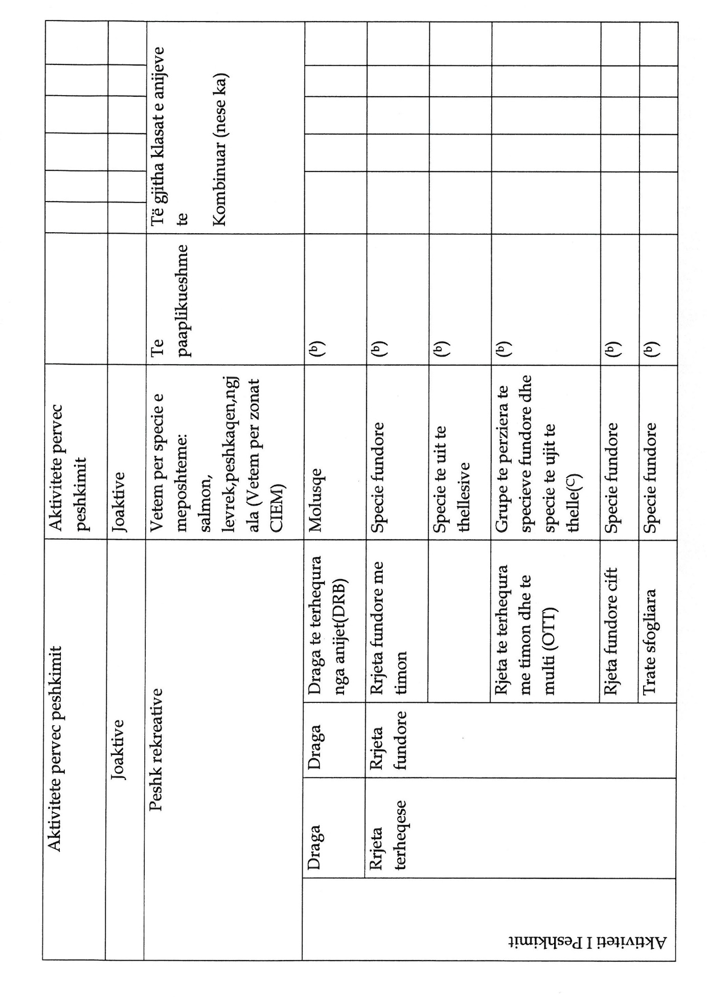 Aktivitete pervec peshkimit
Aktivitete pervec
peshkimit
Joaktive
Joaktive
Peshk rekreative
Vetem per specie e
meposhteme:
salmon,
levrek,peshkaqen,ngj
ala (Vetem per zonat
CIEM)
Te
paaplikueshme
Të gjitha klasat e anijeve
te
Kombinuar (nese ka)
Aktiviteti I Peshkimit
Draga
Draga
Draga te terhequra
nga anijet(DRB)
Molusqe
(b)
Rrjeta
terheqese
Rrjeta
fundore
Rrjeta fundore me
timon
Specie fundore
(b)
Specie te uit te
thellesive
(b)
Rjeta te terhequra
me timon dhe te
multi (OTT)
Grupe te perziera te
specieve fundore dhe
specie te ujit te
thelle(C)
(b)
Rjeta fundore cift
Specie fundore
(b)
Trate sfogliara
Specie fundore
(b)